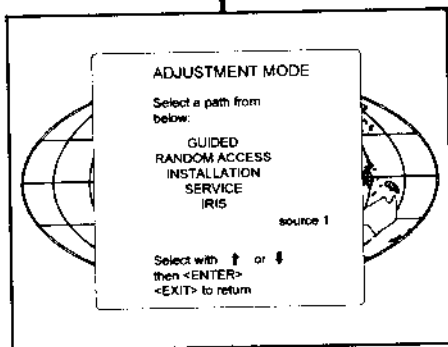 ADJUSTMENT MODE
Select a path from
below:
GUIDED
RANDOM ACCESS
INSTALLATION
SERVICE
IRIS
source 1
Select with ⬆ or ⬇
then <ENTER>
<EXIT> to return